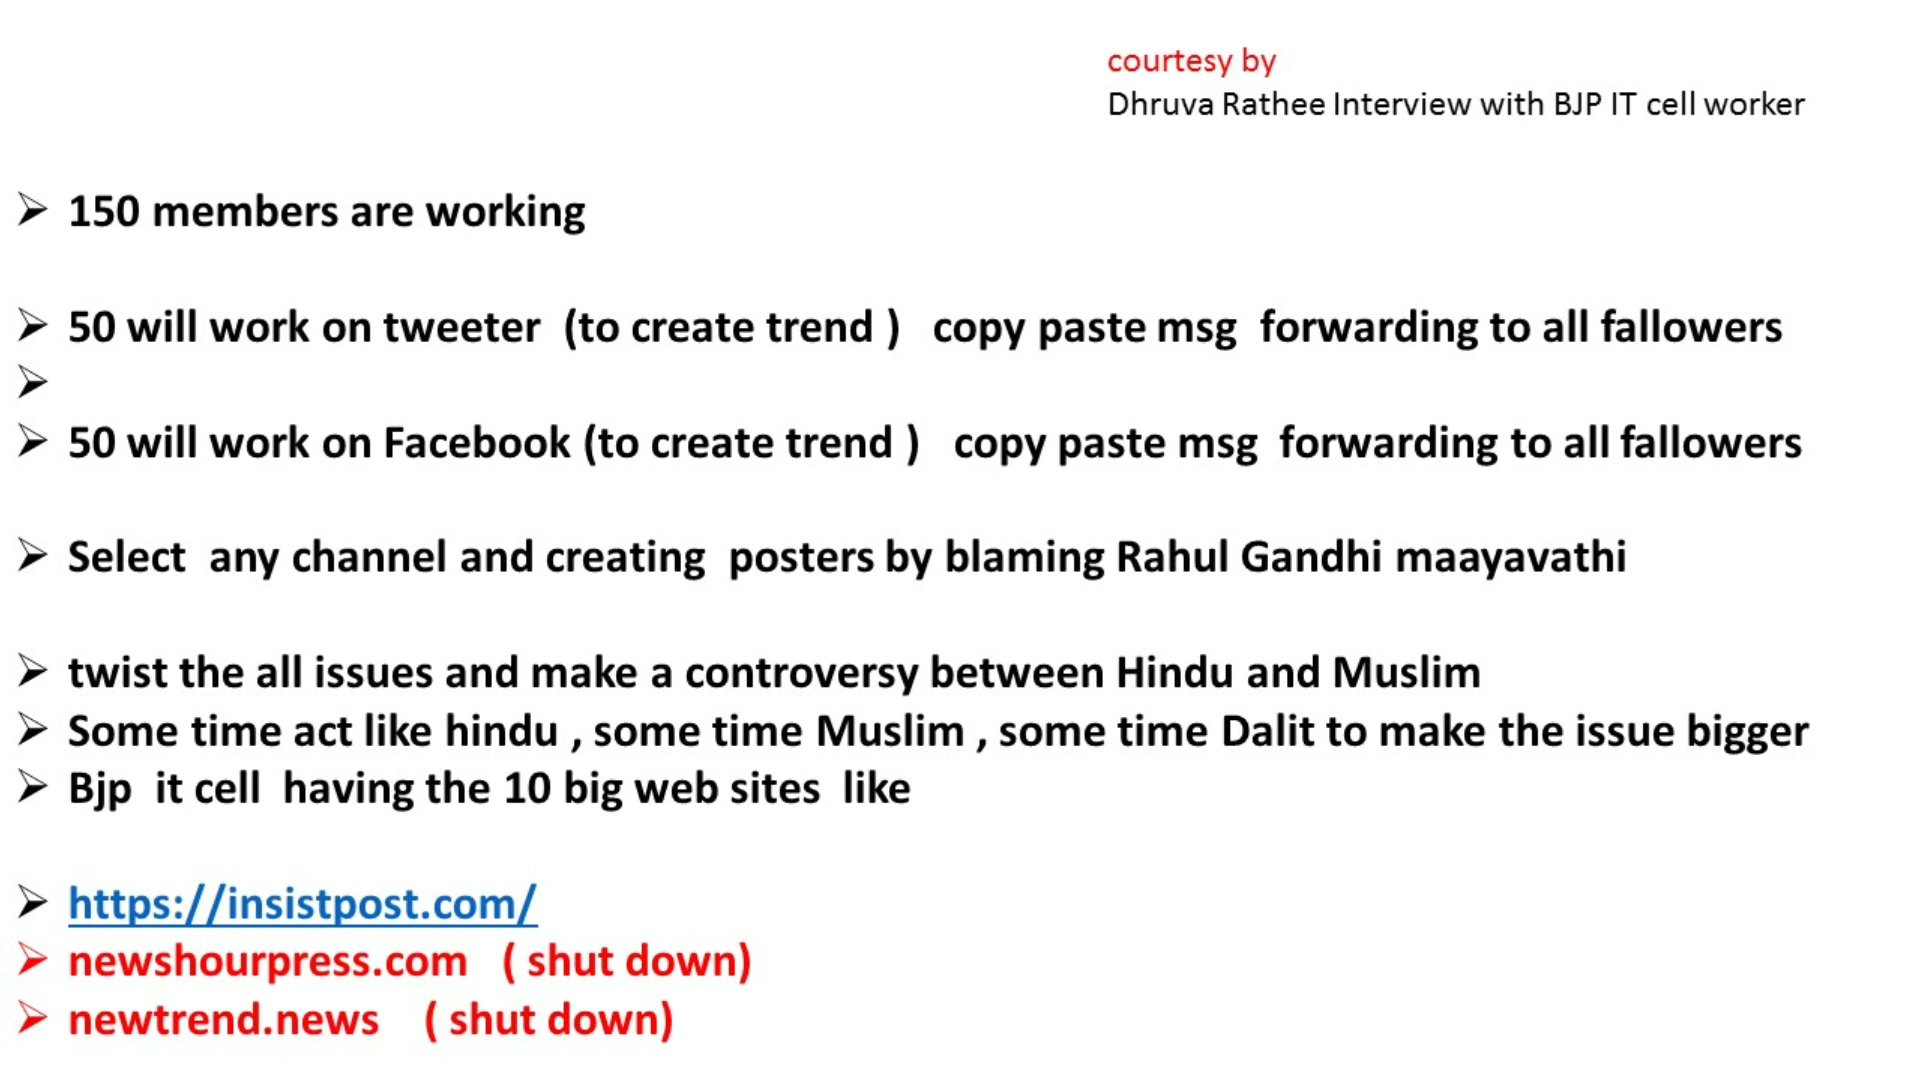 courtesy by
Dhruva Rathee Interview with BJP IT cell worker
➢ 150 members are working
➢ 50 will work on tweeter (to create trend ) copy paste msg forwarding to all fallowers
➢
➢ 50 will work on Facebook (to create trend ) copy paste msg forwarding to all fallowers
➢ Select any channel and creating posters by blaming Rahul Gandhi maayavathi
➢ twist the all issues and make a controversy between Hindu and Muslim
➢ Some time act like hindu , some time Muslim , some time Dalit to make the issue bigger
➢ Bjp it cell having the 10 big web sites like
➢ https://insistpost.com/
➢ newshourpress.com ( shut down)
➢ newtrend.news ( shut down)